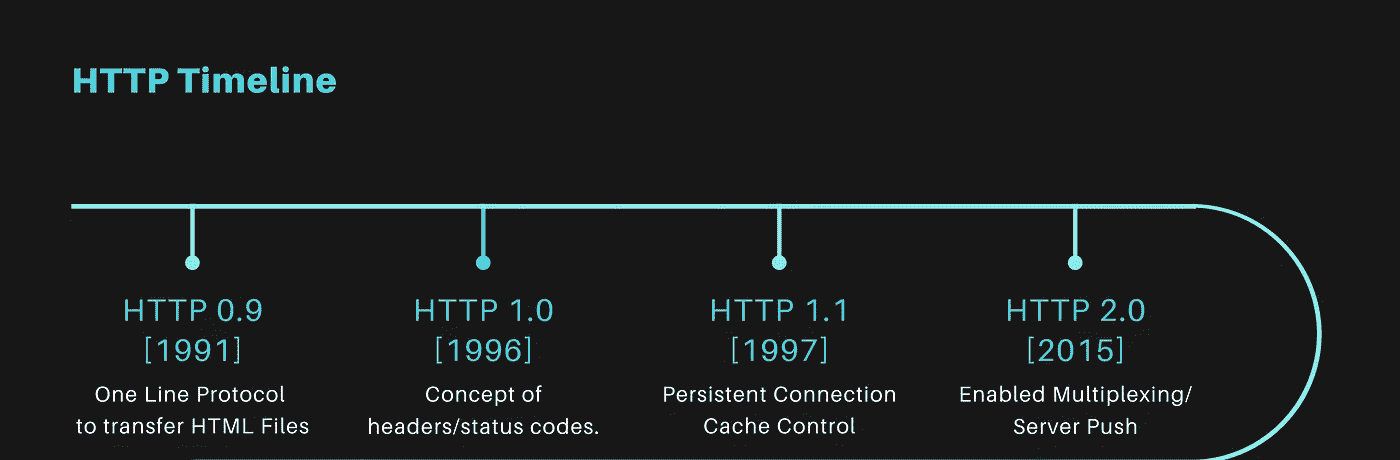 HTTP Timeline
HTTP 0.9
[1991]
One Line Protocol
to transfer HTML Files
HTTP 1.0
[1996]
Concept of
headers/status codes.
HTTP 1.1
[1997]
Persistent Connection
Cache Control
HTTP 2.0
[2015]
Enabled Multiplexing/
Server Push